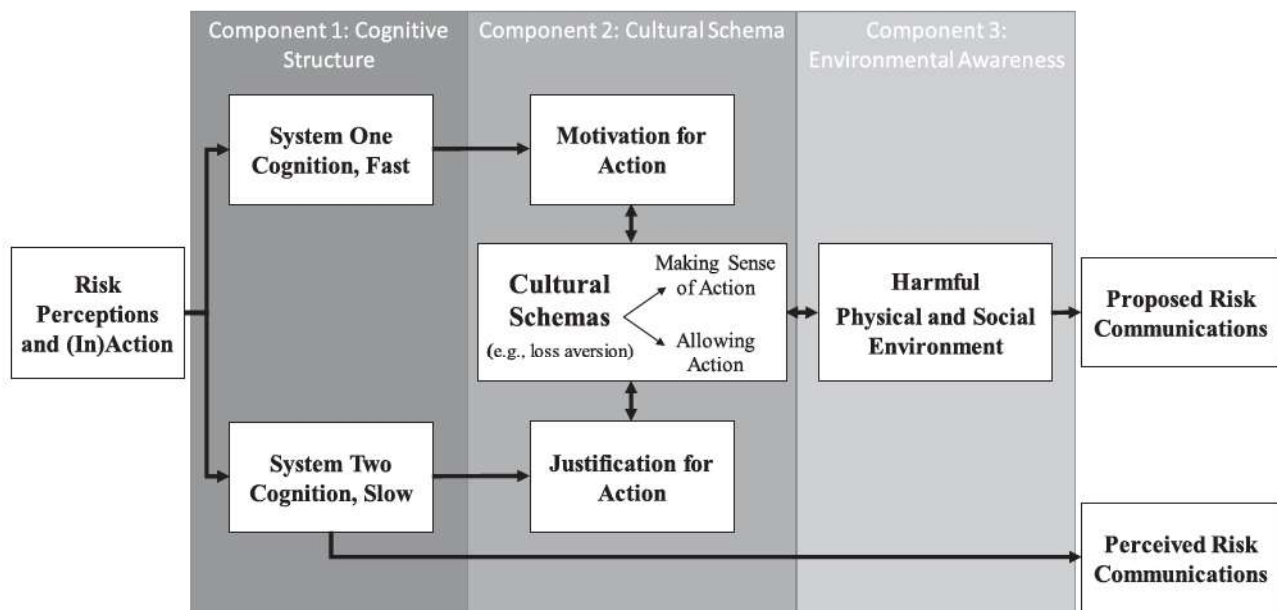 Component 1: Cognitive
Structure
Component 2: Cultural Schema
Component 3:
Environmental Awareness
System One
Cognition, Fast
Motivation for
Action
Risk
Perceptions
and (In)Action
Cultural
Schemas
(e.g., loss aversion)
Making Sense
of Action
Allowing
Action
Harmful
Physical and Social
Environment
Proposed Risk
Communications
System Two
Cognition, Slow
Justification for
Action
Perceived Risk
Communications